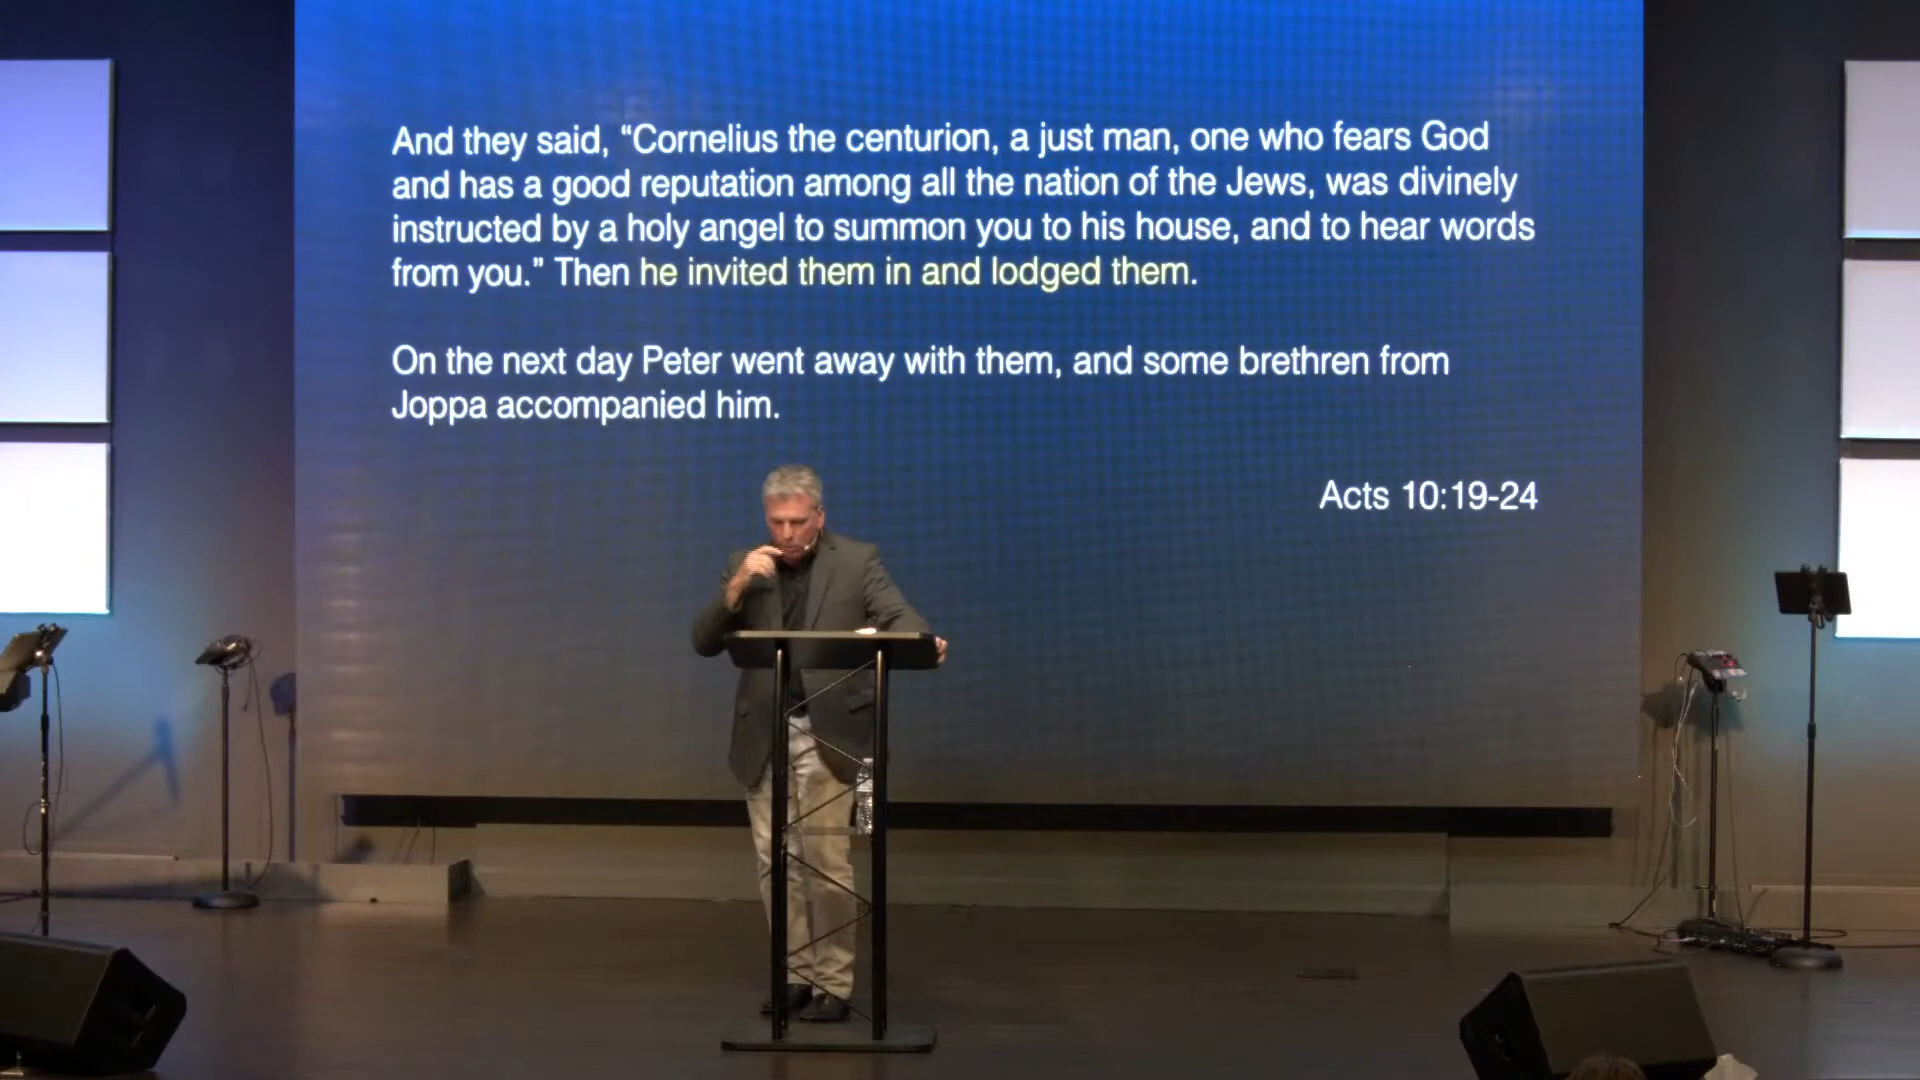 And they said, “Cornelius the centurion, a just man, one who fears God
and has a good reputation among all the nation of the Jews, was divinely
instructed by a holy angel to summon you to his house, and to hear words
from you.” Then he invited them in and lodged them.
On the next day Peter went away with them, and some brethren from
Joppa accompanied him.
Acts 10:19-24